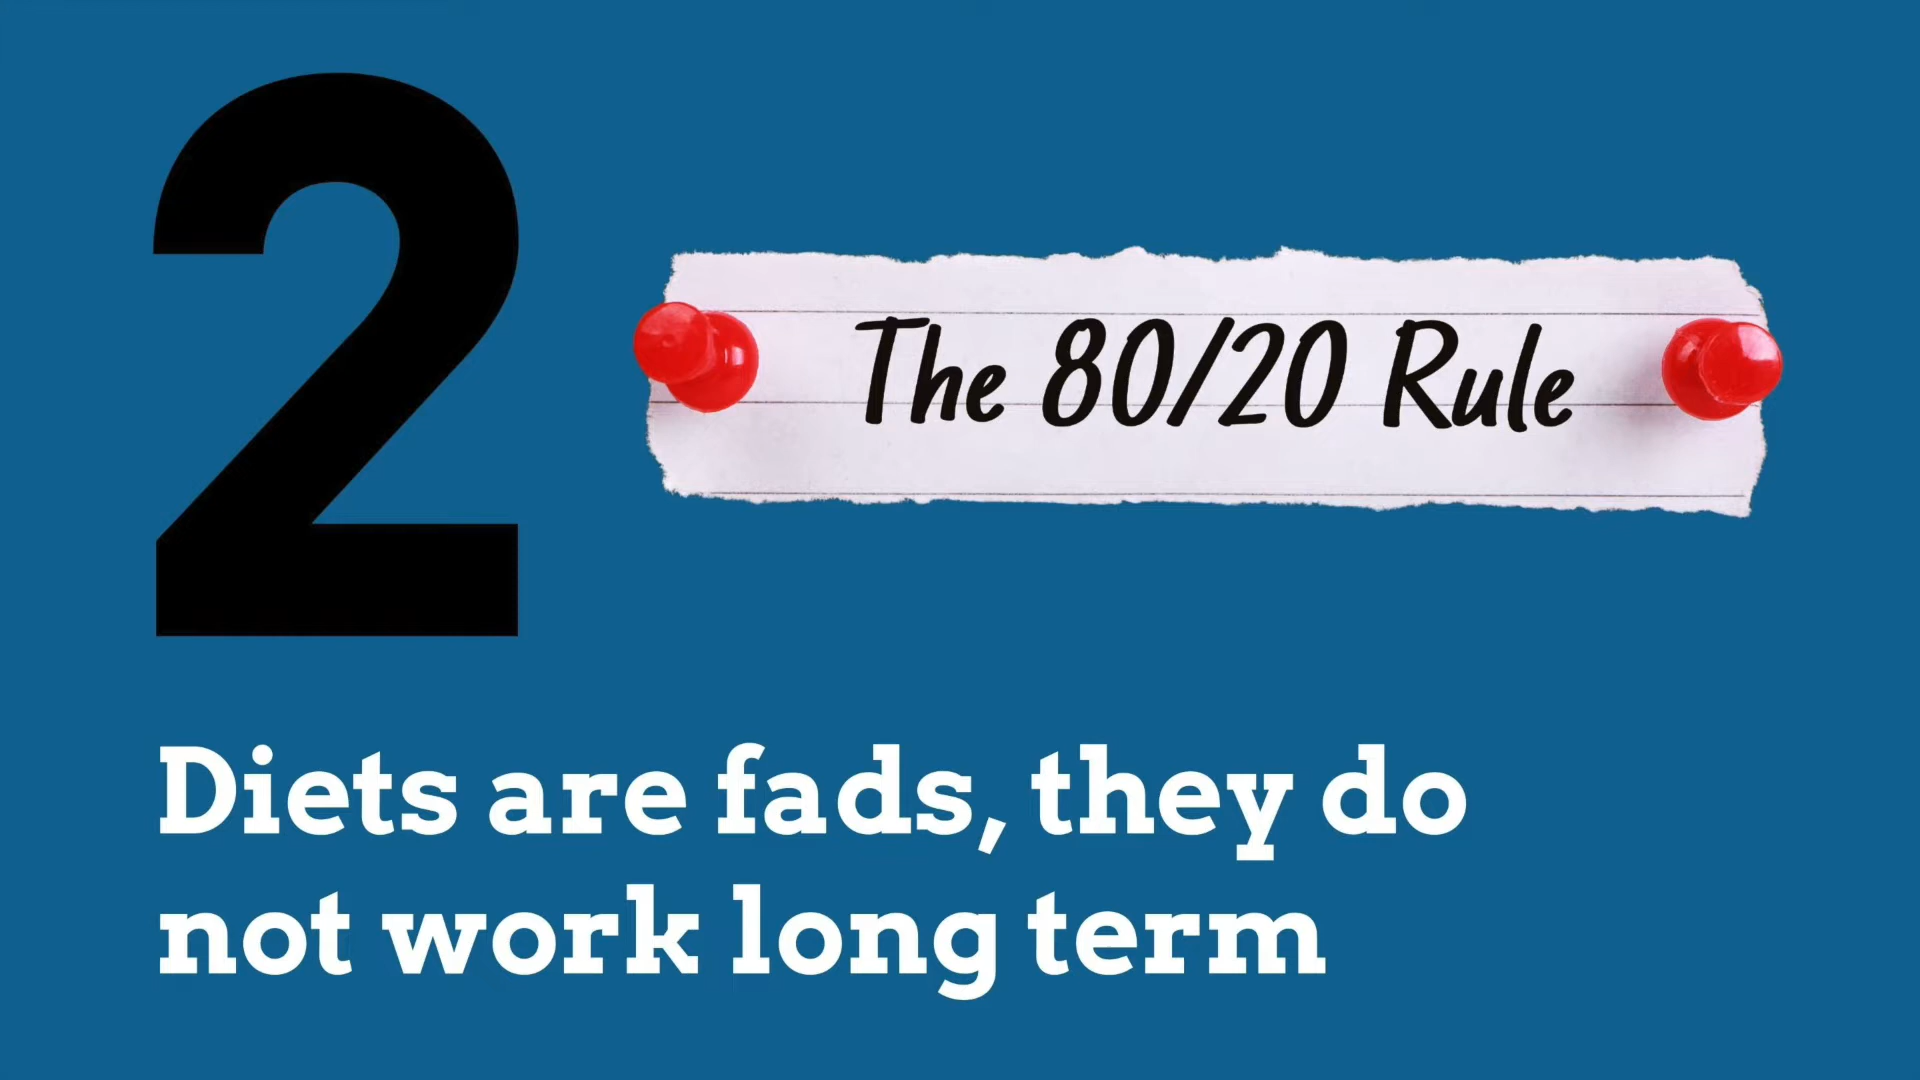 2
The 80/20 Rule
Diets are fads, they do
not work long term